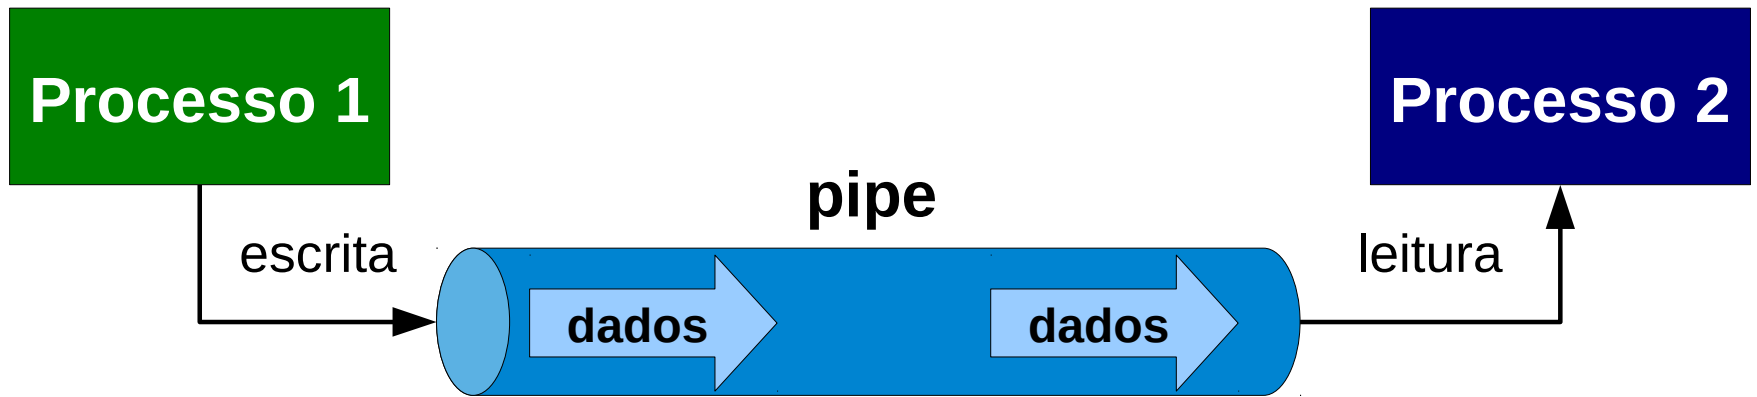 Processo 1
Processo 2
pipe
escrita
leitura
dados
dados